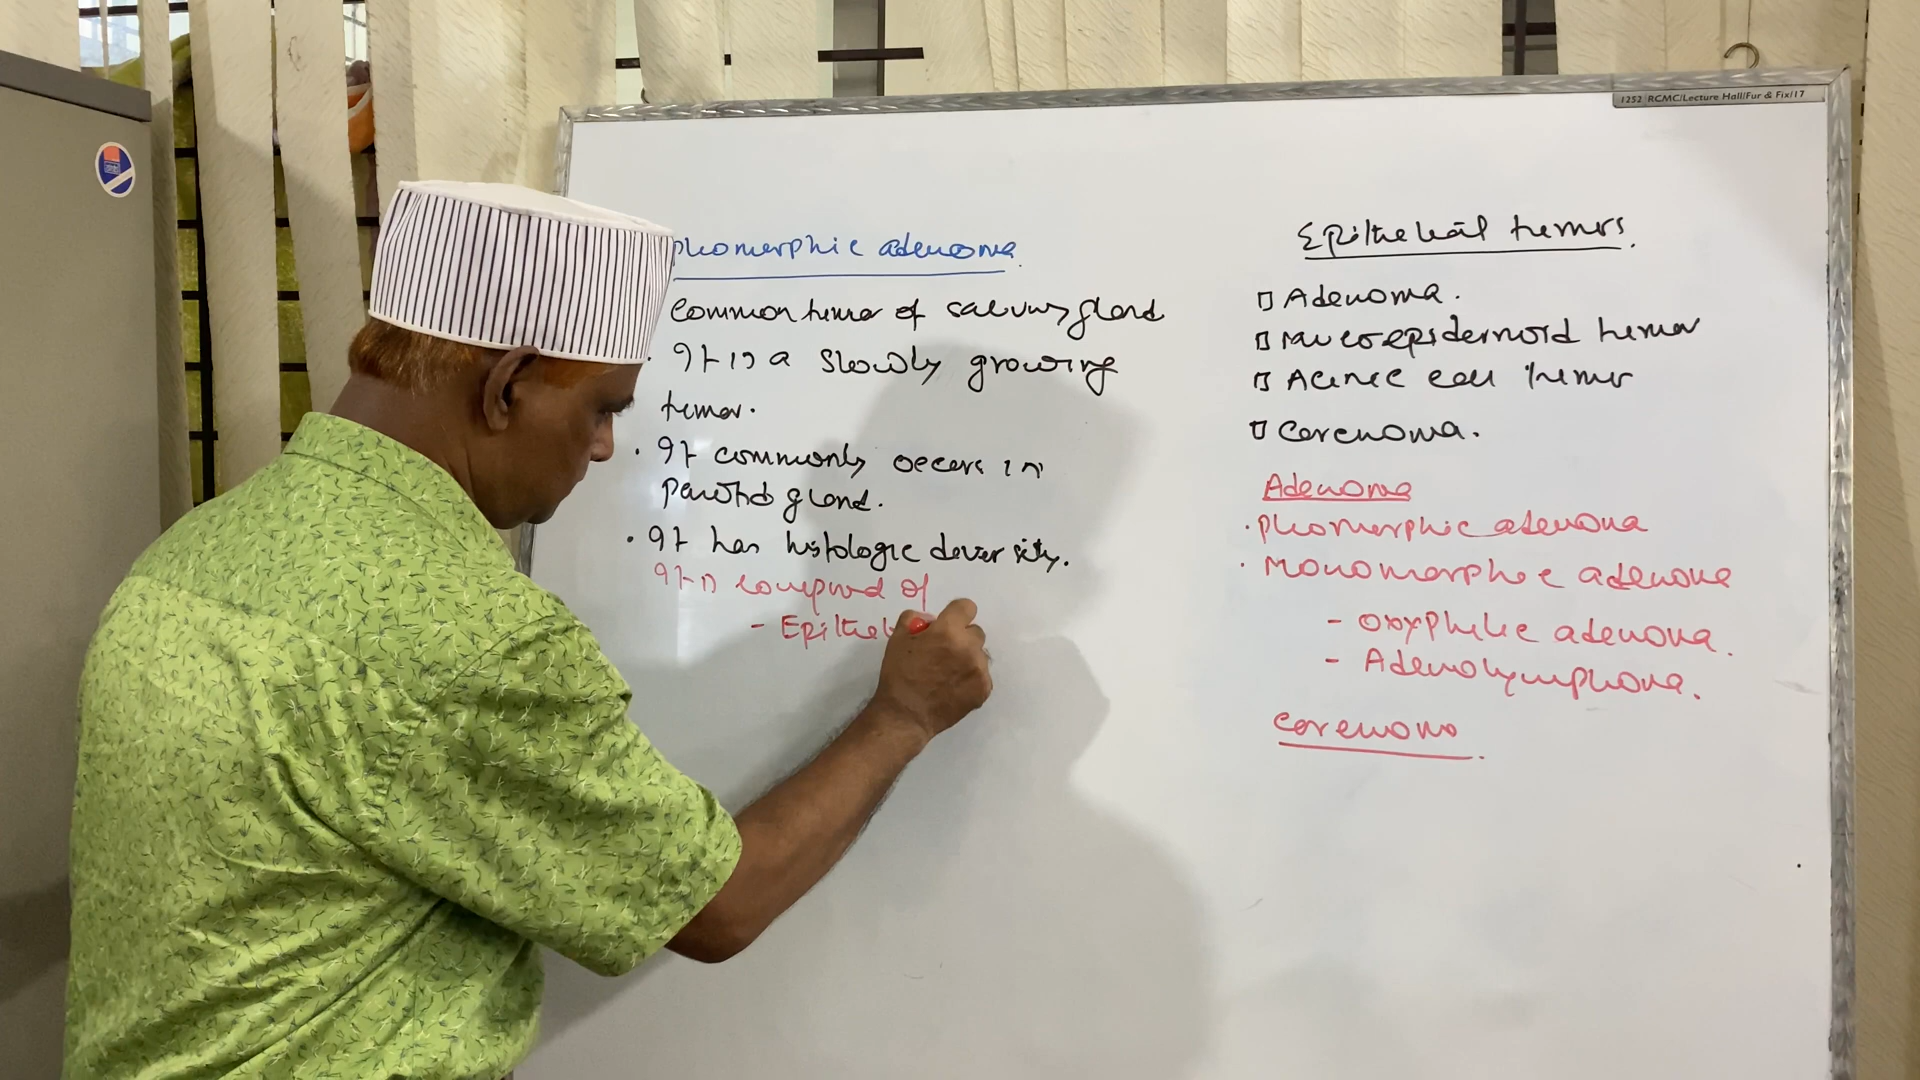 1252 RCMC/Lecture Hall/Fur & Fix/17
pleomorphic adenoma.
Common tumor of salivary gland
· It is a slowly growing
tumor.
· It commonly occurs in
Parotid gland.
· It has histologic diversity.
It is composed of
- Epithel
Epithelial tumors.
Adenoma.
Mucoepidermoid tumor
Acinic cell tumor
Carcinoma.
Adenoma
· pleomorphic adenoma
· Monomorphic adenoma
- Oxyphilic adenoma.
- Adenolymphoma.
Carcinoma.